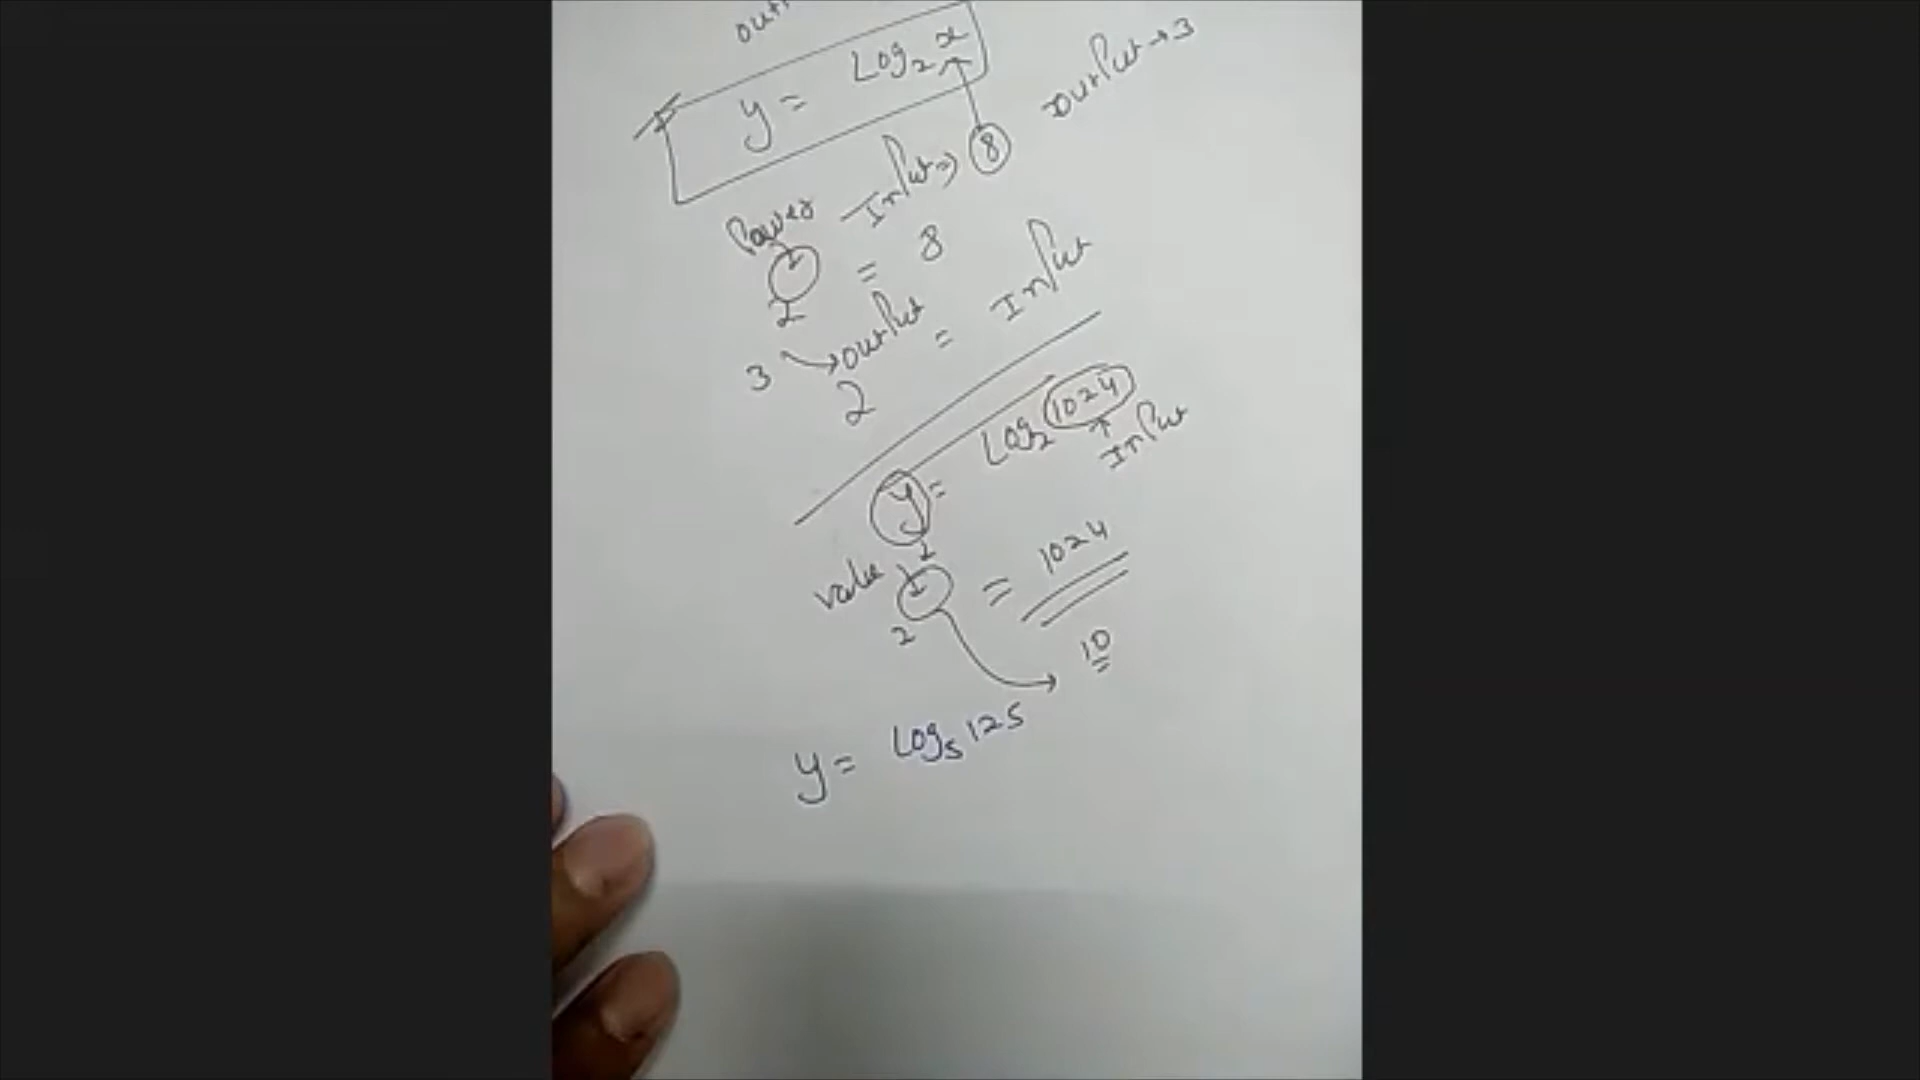 y = Log₂ x
Input ⇒ 8 output → 3
Power
2 = 8
3 → output
2 = Input
y = Log₂ 1024
Input
value
2 = 1024
10
y = Log₅ 125